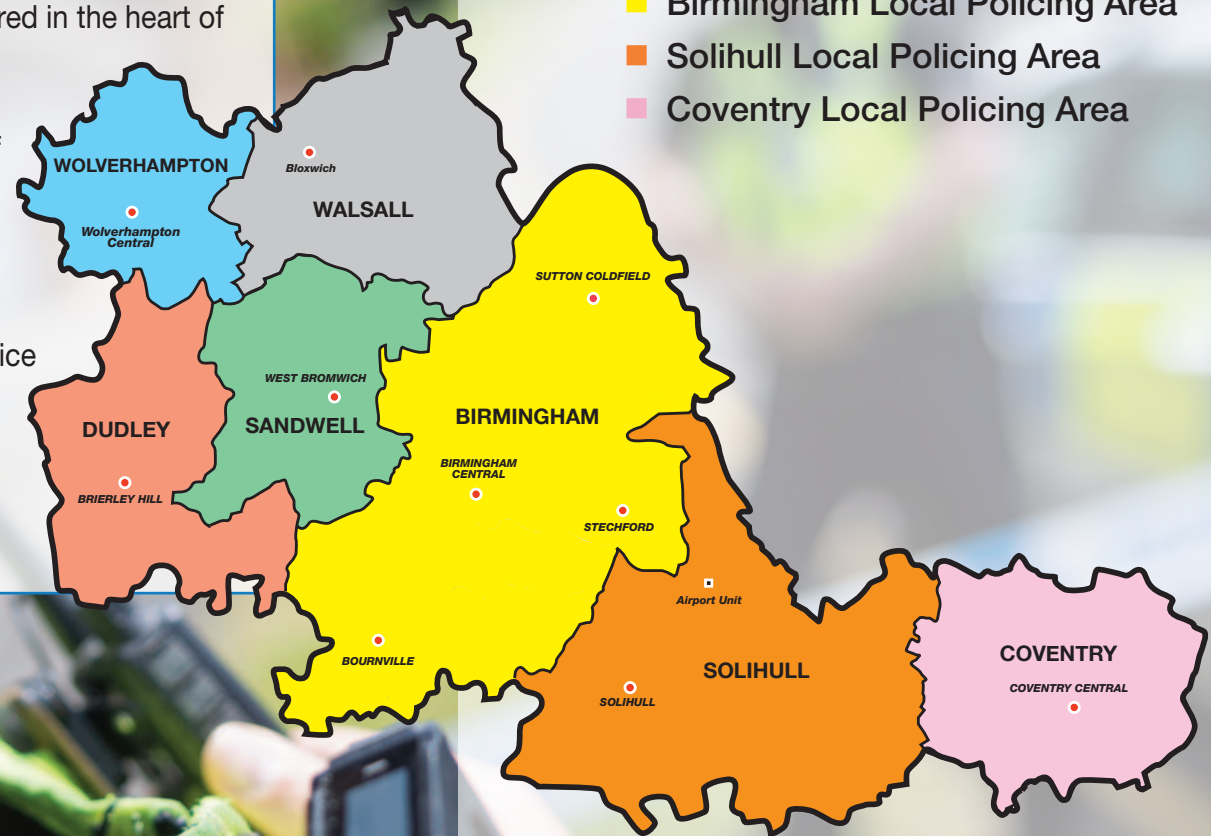 red in the heart of
ice
Birmingham Local Policing Area
Solihull Local Policing Area
Coventry Local Policing Area
WOLVERHAMPTON
Wolverhampton
Central
Bloxwich
WALSALL
SUTTON COLDFIELD
WEST BROMWICH
SANDWELL
DUDLEY
BRIERLEY HILL
BIRMINGHAM
BIRMINGHAM
CENTRAL
STECHFORD
BOURNVILLE
Airport Unit
SOLIHULL
SOLIHULL
COVENTRY
COVENTRY CENTRAL